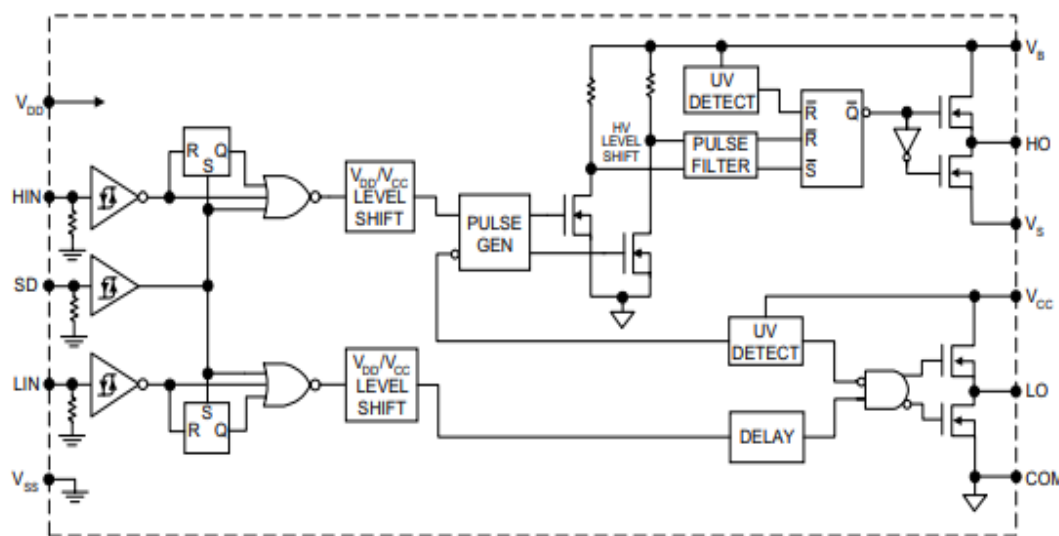 V_B
UV
DETECT
R̅ Q̅
V_DD
HV
LEVEL
SHIFT
R̅
PULSE
FILTER
S̅
HO
R Q
S
HIN
V_DD/V_CC
LEVEL
SHIFT
PULSE
GEN
V_S
SD
V_CC
UV
DETECT
LIN
V_DD/V_CC
LEVEL
SHIFT
LO
S
R Q
DELAY
V_SS
COM